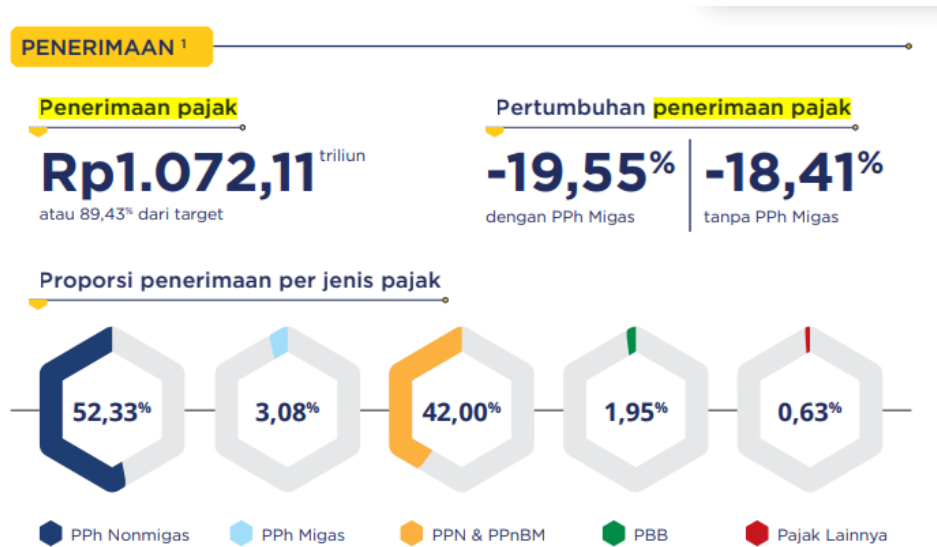 PENERIMAAN ¹
Penerimaan pajak
Rp1.072,11 triliun
atau 89,43% dari target
Pertumbuhan penerimaan pajak
-19,55%
dengan PPh Migas
-18,41%
tanpa PPh Migas
Proporsi penerimaan per jenis pajak
52,33%
3,08%
42,00%
1,95%
0,63%
PPh Nonmigas
PPh Migas
PPN & PPnBM
PBB
Pajak Lainnya